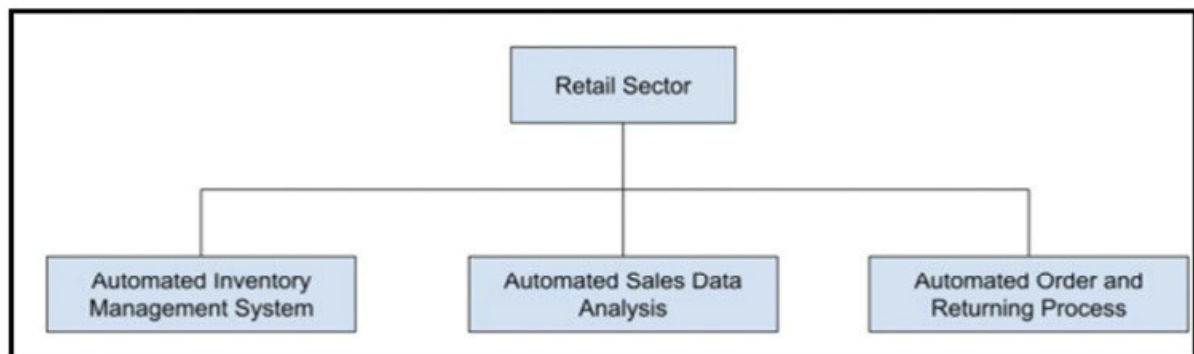 Retail Sector
Automated Inventory
Management System
Automated Sales Data
Analysis
Automated Order and
Returning Process